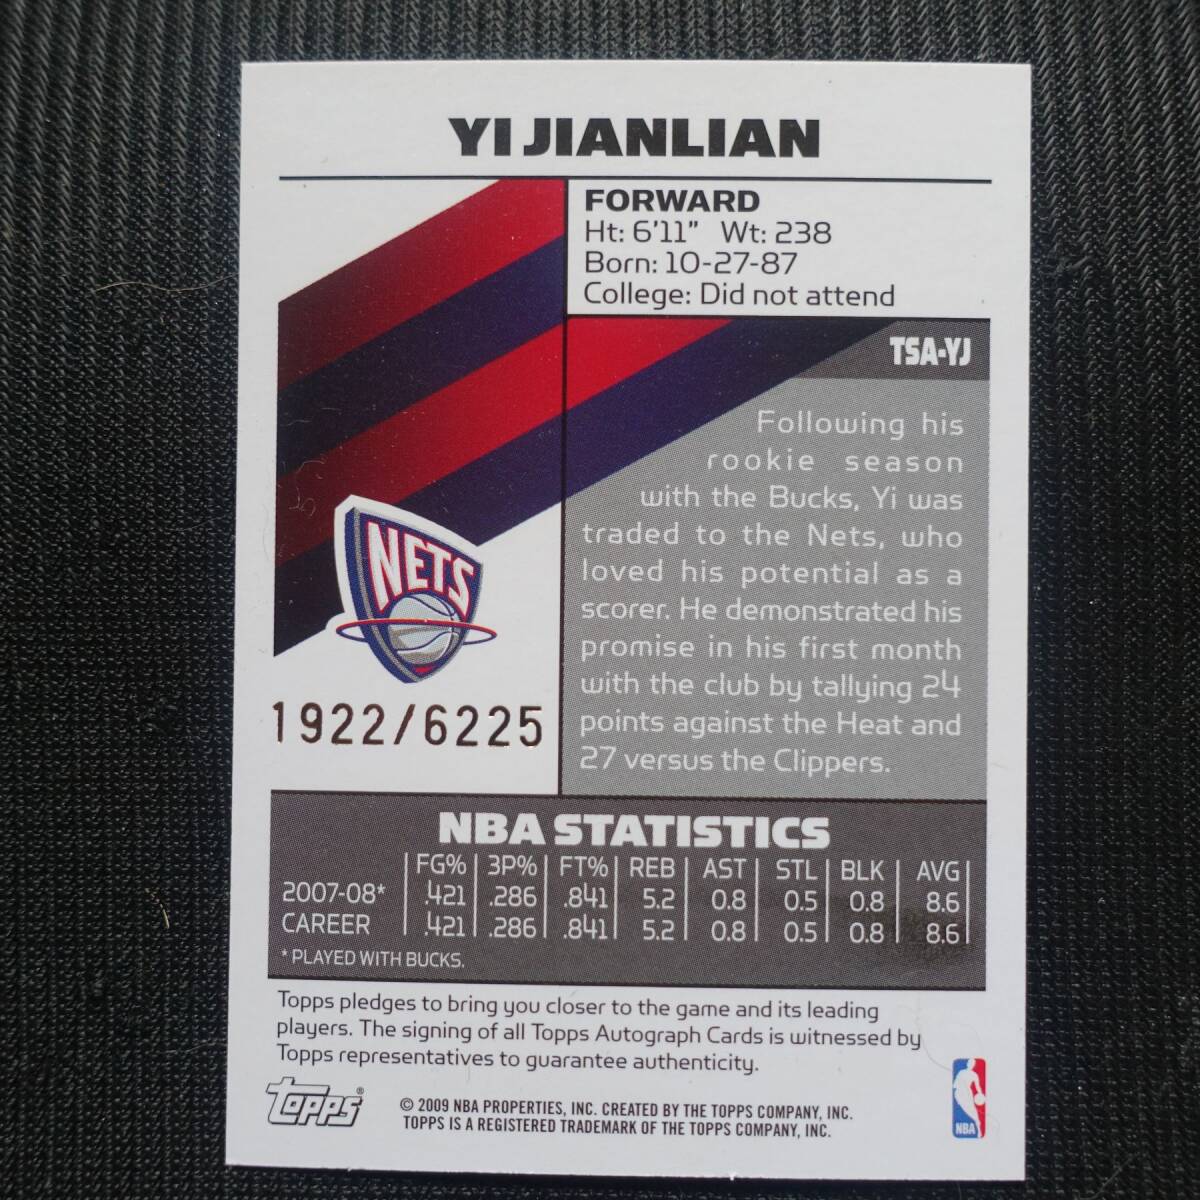 YI JIANLIAN
FORWARD
Ht: 6'11" Wt: 238
Born: 10-27-87
College: Did not attend
TSA-YJ
Following his
rookie season
with the Bucks, Yi was
traded to the Nets, who
loved his potential as a
scorer. He demonstrated his
promise in his first month
with the club by tallying 24
points against the Heat and
27 versus the Clippers.
NETS
1922/6225
NBA STATISTICS
FG% 3P% FT% REB AST STL BLK AVG
2007-08* .421 .286 .841 5.2 0.8 0.5 0.8 8.6
CAREER .421 .286 .841 5.2 0.8 0.5 0.8 8.6
* PLAYED WITH BUCKS.
Topps pledges to bring you closer to the game and its leading
players. The signing of all Topps Autograph Cards is witnessed by
Topps representatives to guarantee authenticity.
topps®
© 2009 NBA PROPERTIES, INC. CREATED BY THE TOPPS COMPANY, INC.
TOPPS IS A REGISTERED TRADEMARK OF THE TOPPS COMPANY, INC.
NBA